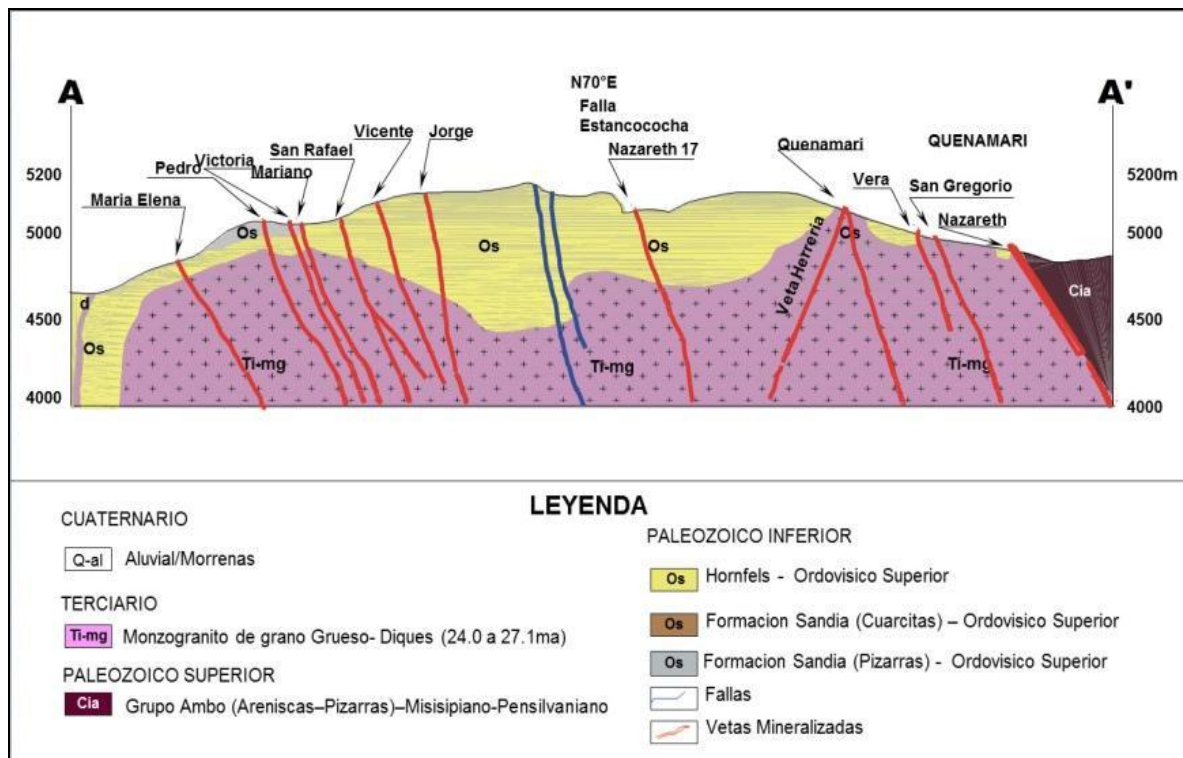 A
A'
N70°E
Falla
Estancococha
Nazareth 17
Vicente
Jorge
San Rafael
Victoria
Pedro
Mariano
Maria Elena
Quenamari
QUENAMARI
Vera
San Gregorio
Nazareth
5200
5000
4500
4000
5200m
5000
4500
4000
Os
Os
Os
Os
d
Os
Veta Herreria
Cia
Ti-mg
Ti-mg
Ti-mg
LEYENDA
CUATERNARIO
Q-al Aluvial/Morrenas
TERCIARIO
Ti-mg Monzogranito de grano Grueso- Diques (24.0 a 27.1ma)
PALEOZOICO SUPERIOR
Cia Grupo Ambo (Areniscas–Pizarras)–Misisipiano-Pensilvaniano
PALEOZOICO INFERIOR
Os Hornfels - Ordovisico Superior
Os Formacion Sandia (Cuarcitas) – Ordovisico Superior
Os Formacion Sandia (Pizarras) - Ordovisico Superior
Fallas
Vetas Mineralizadas